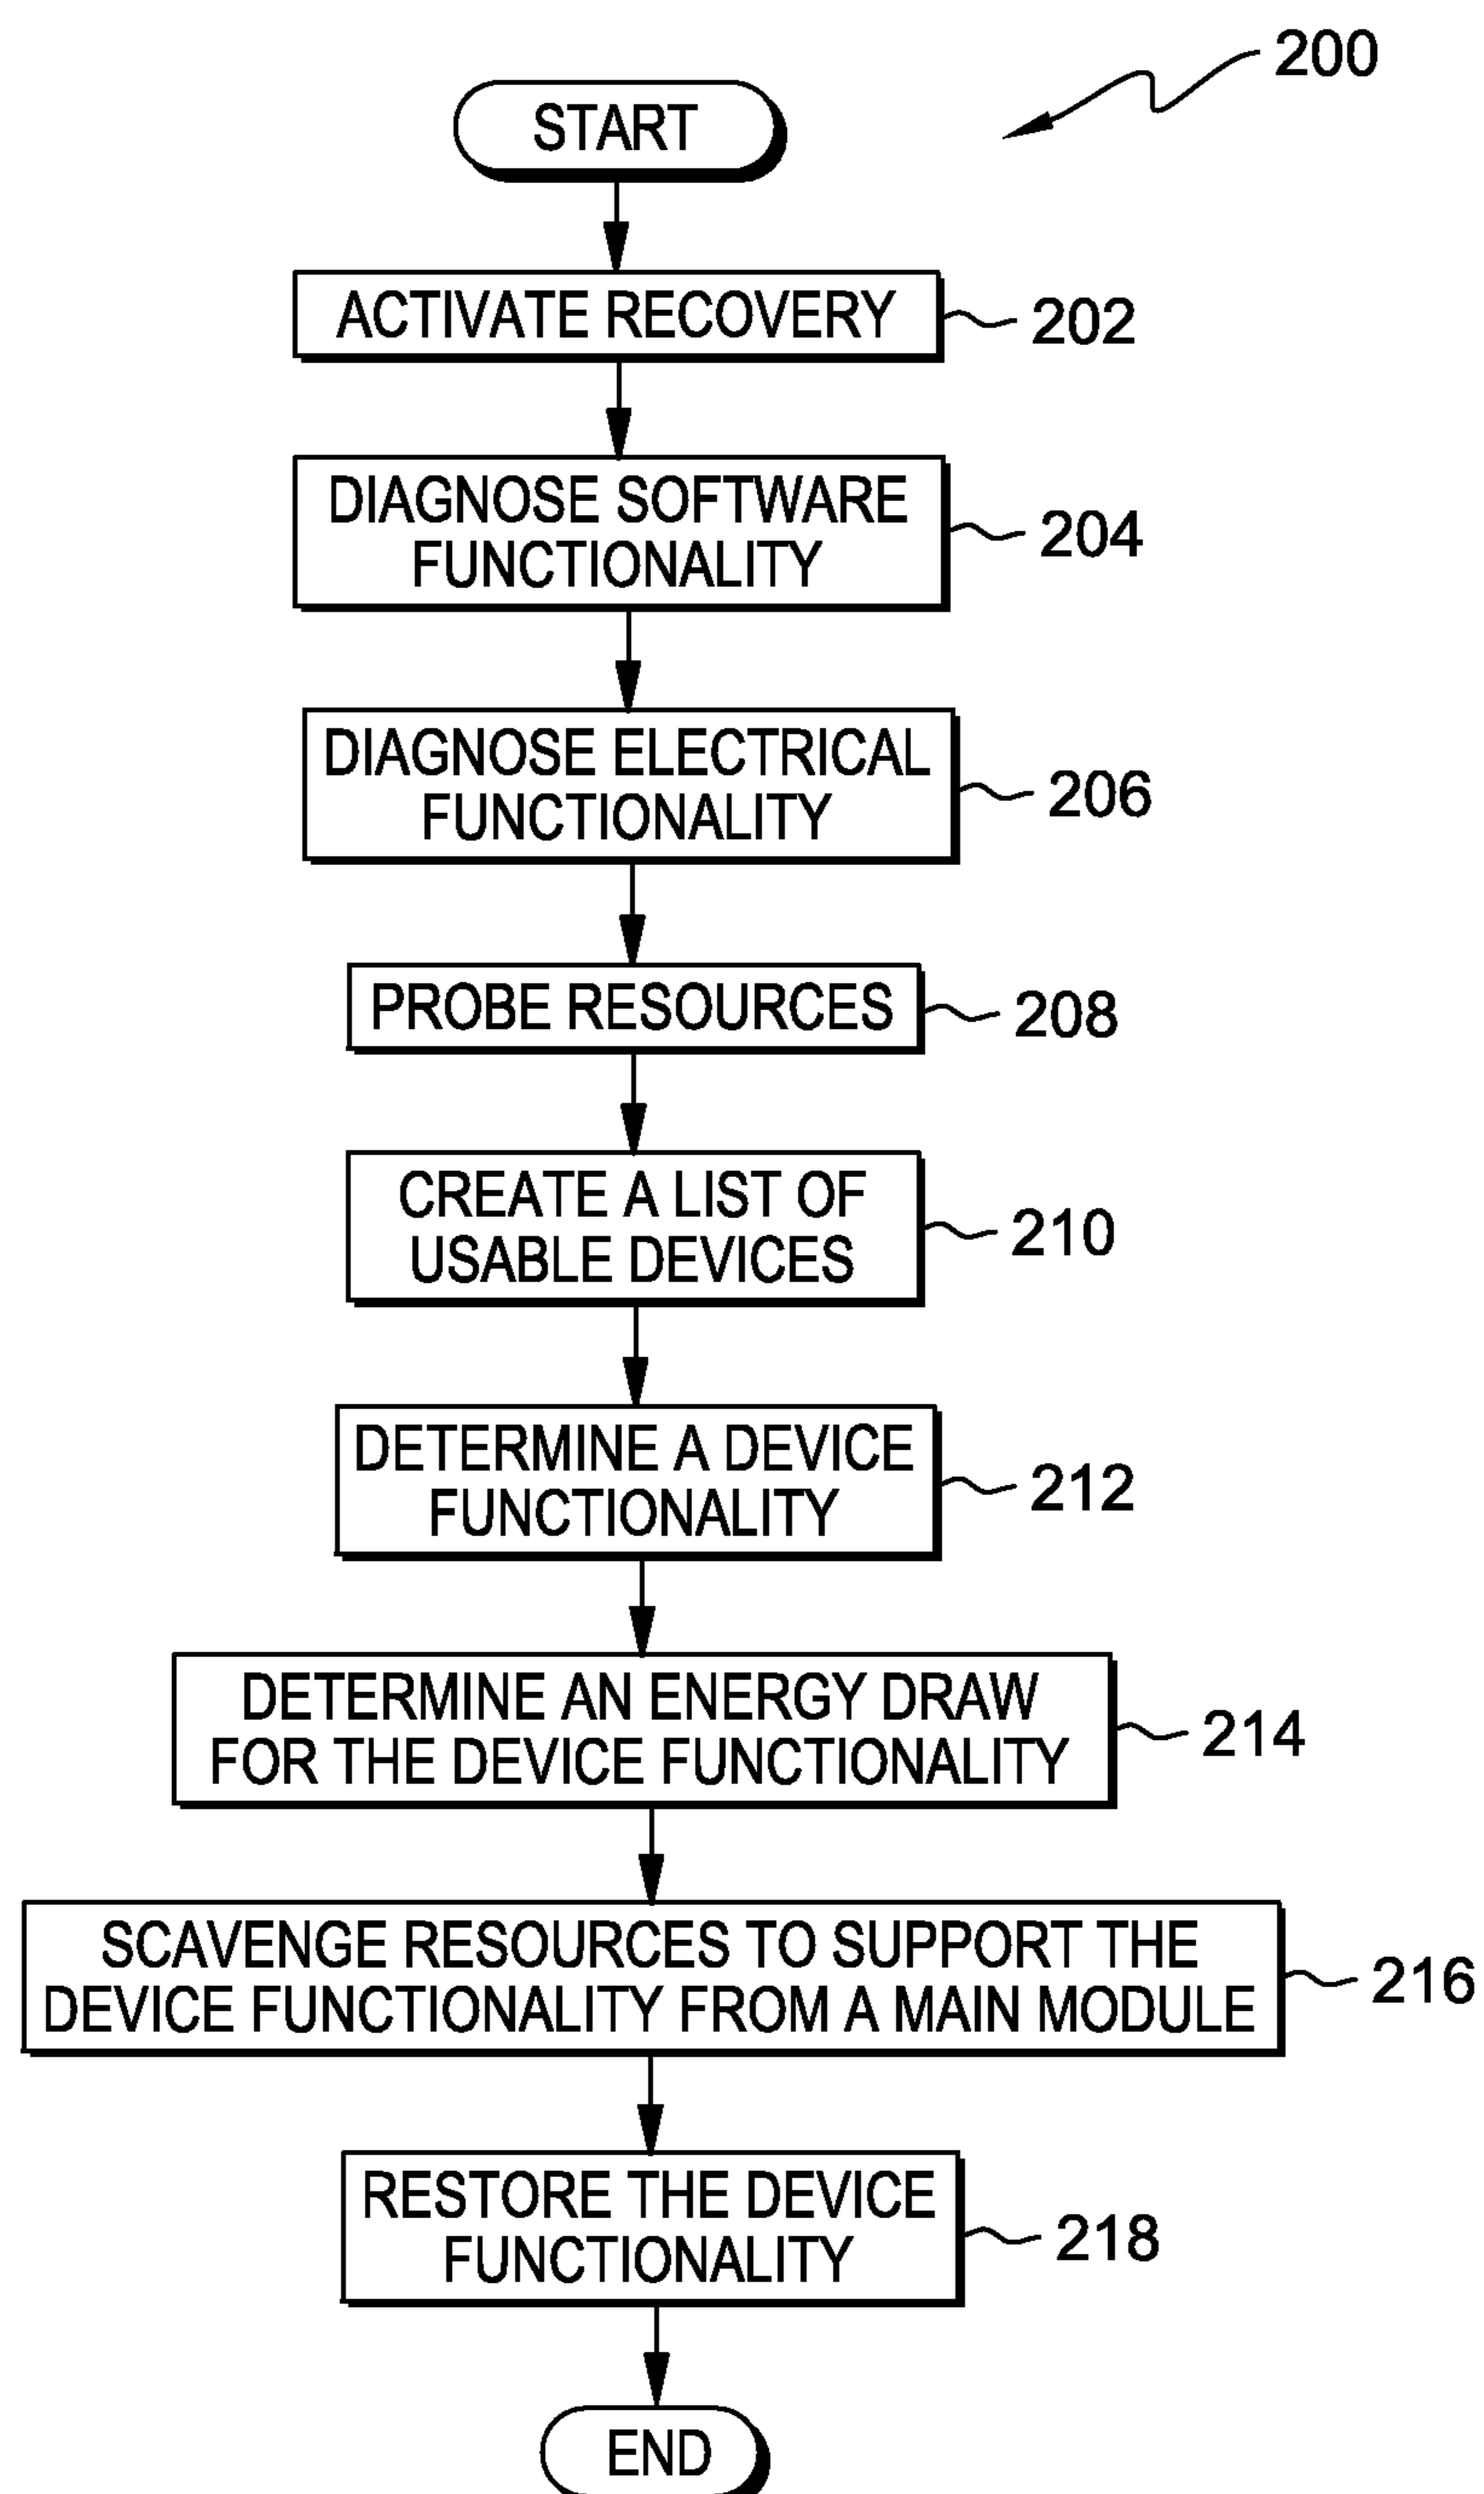 200
START
ACTIVATE RECOVERY
202
DIAGNOSE SOFTWARE
FUNCTIONALITY
204
DIAGNOSE ELECTRICAL
FUNCTIONALITY
206
PROBE RESOURCES
208
CREATE A LIST OF
USABLE DEVICES
210
DETERMINE A DEVICE
FUNCTIONALITY
212
DETERMINE AN ENERGY DRAW
FOR THE DEVICE FUNCTIONALITY
214
SCAVENGE RESOURCES TO SUPPORT THE
DEVICE FUNCTIONALITY FROM A MAIN MODULE
216
RESTORE THE DEVICE
FUNCTIONALITY
218
END